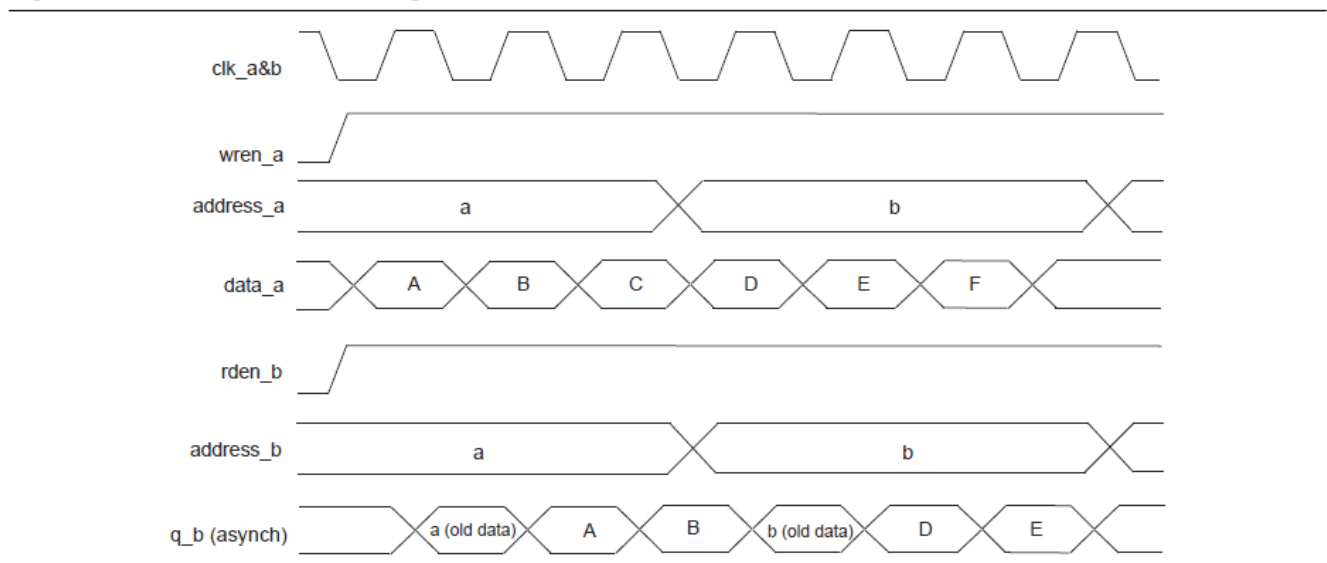 clk_a&b
wren_a
address_a a b
data_a A B C D E F
rden_b
address_b a b
q_b (asynch) a (old data) A B b (old data) D E